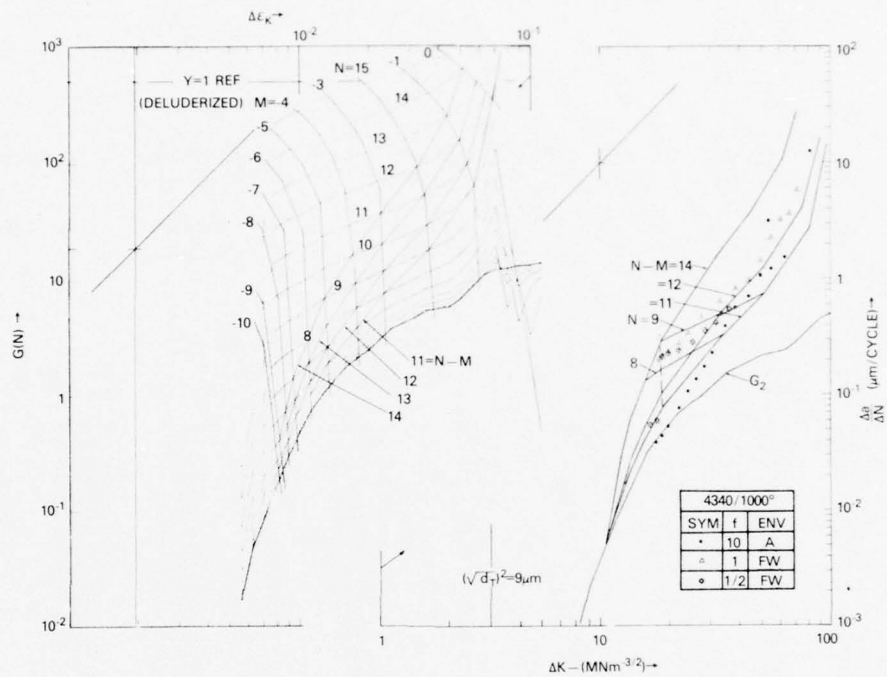 Δε_K →
10^-2
10^-1
10^3
10^2
10
1
10^-1
10^-2
G(N) →
Y=1 REF
(DELUDERIZED) M=-4
-5
-6
-7
-8
-9
-10
-3
N=15
-1
0
14
13
12
11
10
9
8
11=N-M
12
13
14
(√d_T)^2=9μm
1
10
100
ΔK-(MNm^-3/2)→
N-M=14
=12
=11
N=9
8
G_2
10^2
10
1
10^-1
10^-2
10^-3
Δa/ΔN (μm/CYCLE) →
4340/1000°
SYM f ENV
• 10 A
△ 1 FW
1/2 FW